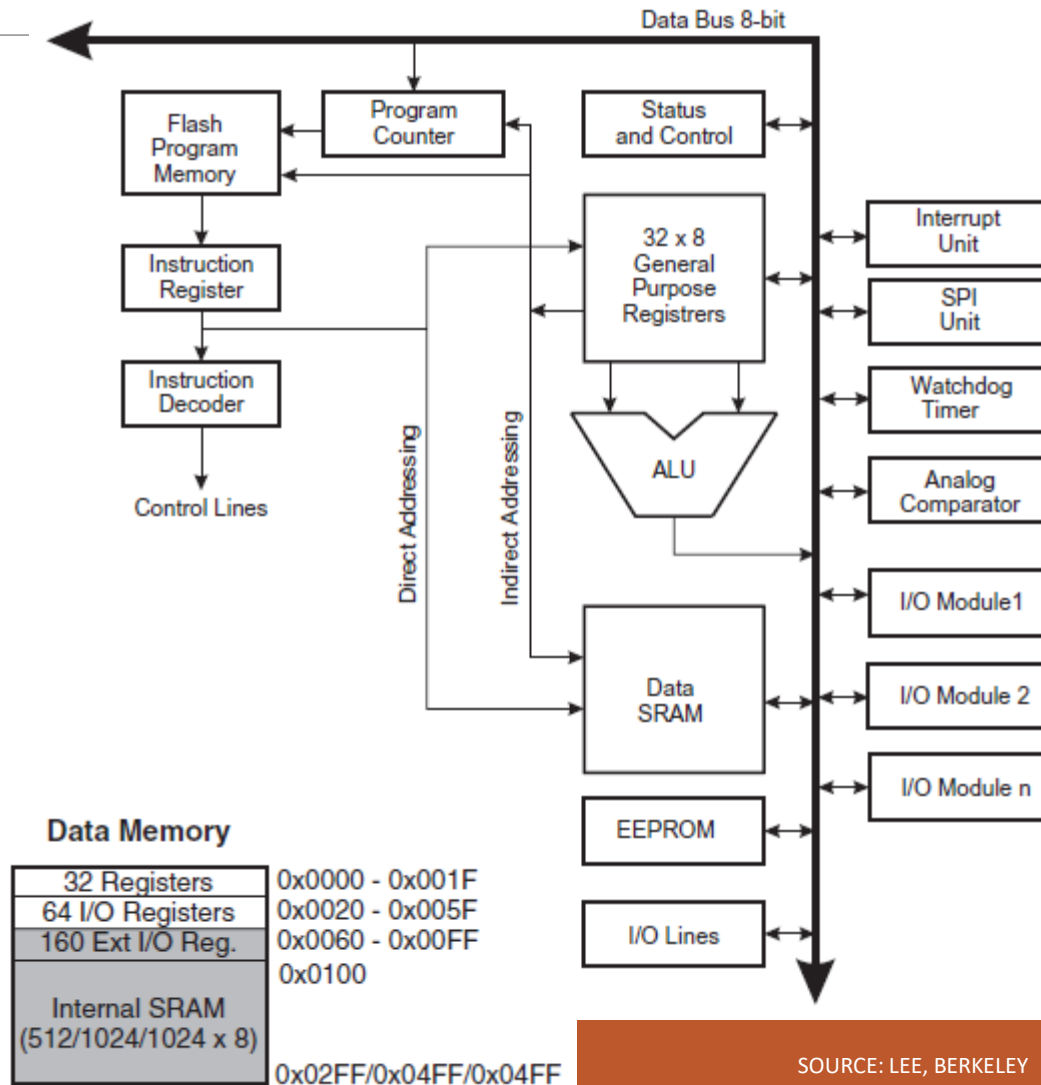 Data Bus 8-bit
Flash
Program
Memory
Program
Counter
Status
and Control
Instruction
Register
32 x 8
General
Purpose
Registrers
Interrupt
Unit
SPI
Unit
Instruction
Decoder
Watchdog
Timer
ALU
Analog
Comparator
Control Lines
Direct Addressing
Indirect Addressing
I/O Module1
Data
SRAM
I/O Module 2
I/O Module n
EEPROM
I/O Lines
Data Memory
32 Registers 0x0000 - 0x001F
64 I/O Registers 0x0020 - 0x005F
160 Ext I/O Reg. 0x0060 - 0x00FF
0x0100
Internal SRAM
(512/1024/1024 x 8)
0x02FF/0x04FF/0x04FF
SOURCE: LEE, BERKELEY